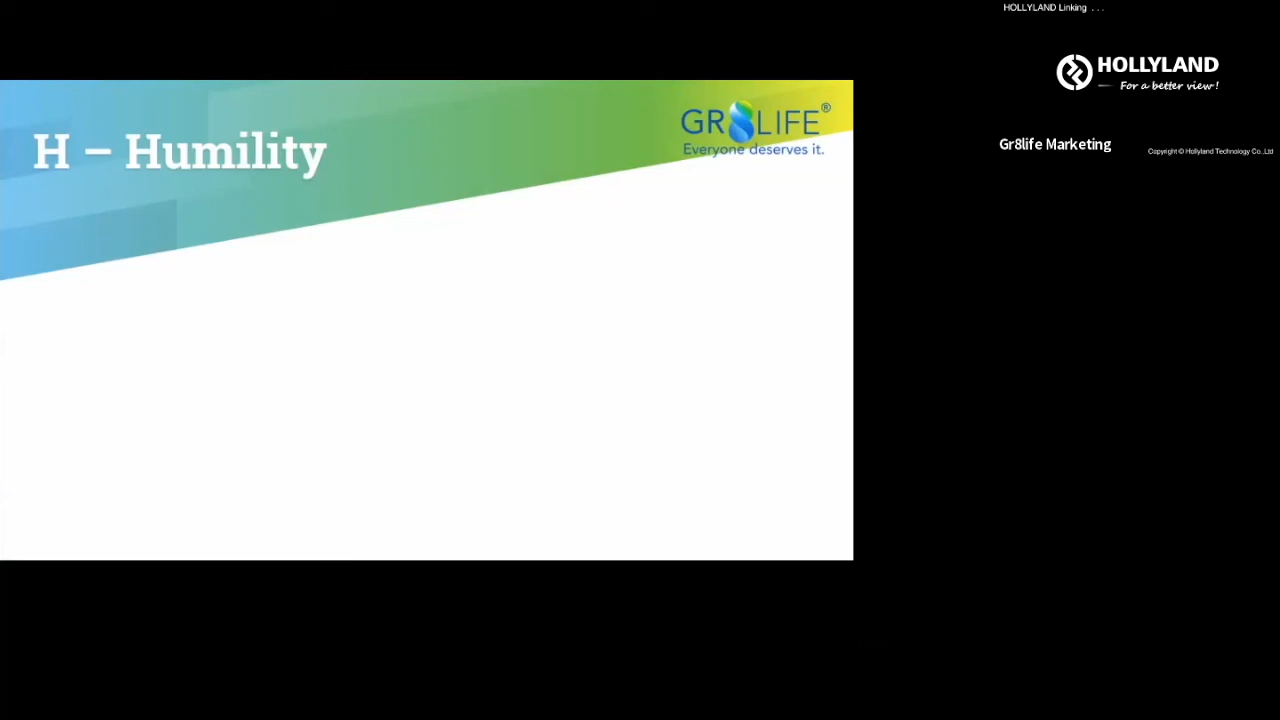 H – Humility
GR8LIFE®
Everyone deserves it.
HOLLYLAND Linking . . .
HOLLYLAND
For a better view!
Gr8life Marketing
Copyright © Hollyland Technology Co.,Ltd